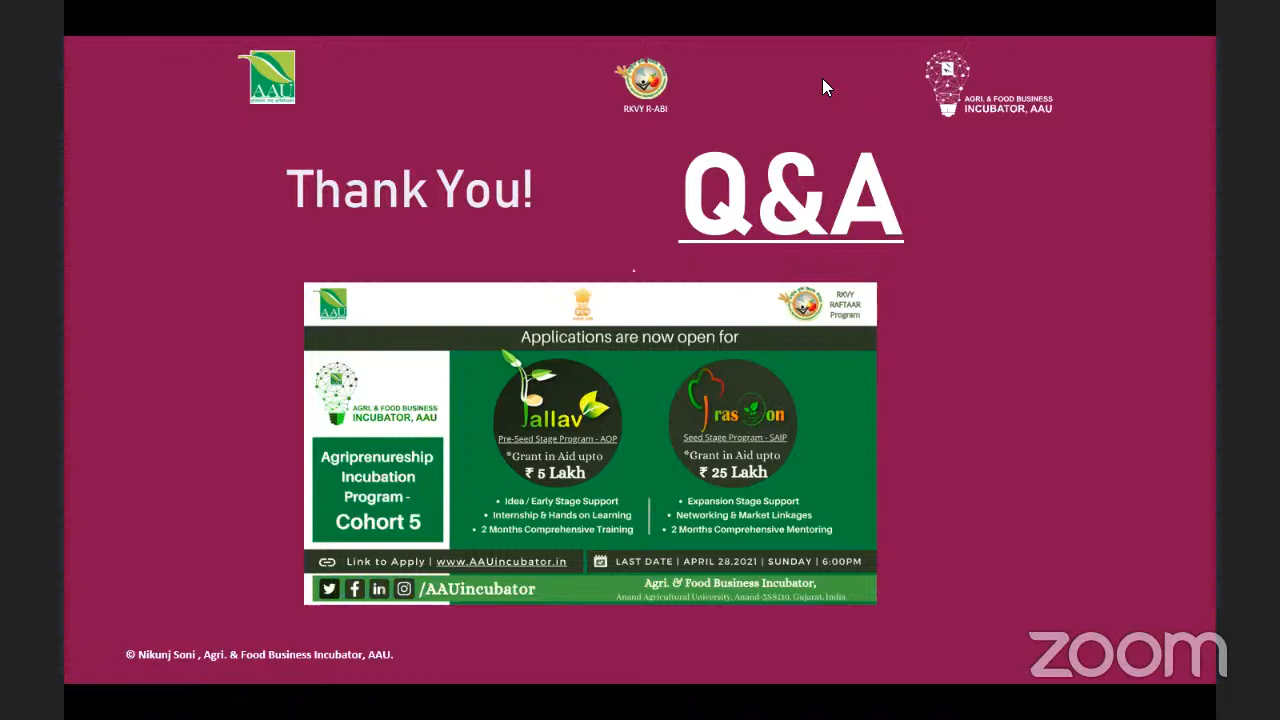 AAU
RKVY R-ABI
AGRI. & FOOD BUSINESS
INCUBATOR, AAU
Thank You!
Q&A
AAU
RKVY
RAFTAAR
Program
Applications are now open for
AGRI. & FOOD BUSINESS
INCUBATOR, AAU
Agriprenureship
Incubation
Program -
Cohort 5
Pallav
Pre-Seed Stage Program - AOP
*Grant in Aid upto
₹ 5 Lakh
• Idea / Early Stage Support
• Internship & Hands on Learning
• 2 Months Comprehensive Training
Seed Stage Program - SAIP
*Grant in Aid upto
₹ 25 Lakh
• Expansion Stage Support
• Networking & Market Linkages
• 2 Months Comprehensive Mentoring
Link to Apply | www.AAUincubator.in
LAST DATE | APRIL 28,2021 | SUNDAY | 6:00PM
/AAUincubator
Agri. & Food Business Incubator,
Anand Agricultural University, Anand-388110, Gujarat, India
© Nikunj Soni , Agri. & Food Business Incubator, AAU.
zoom